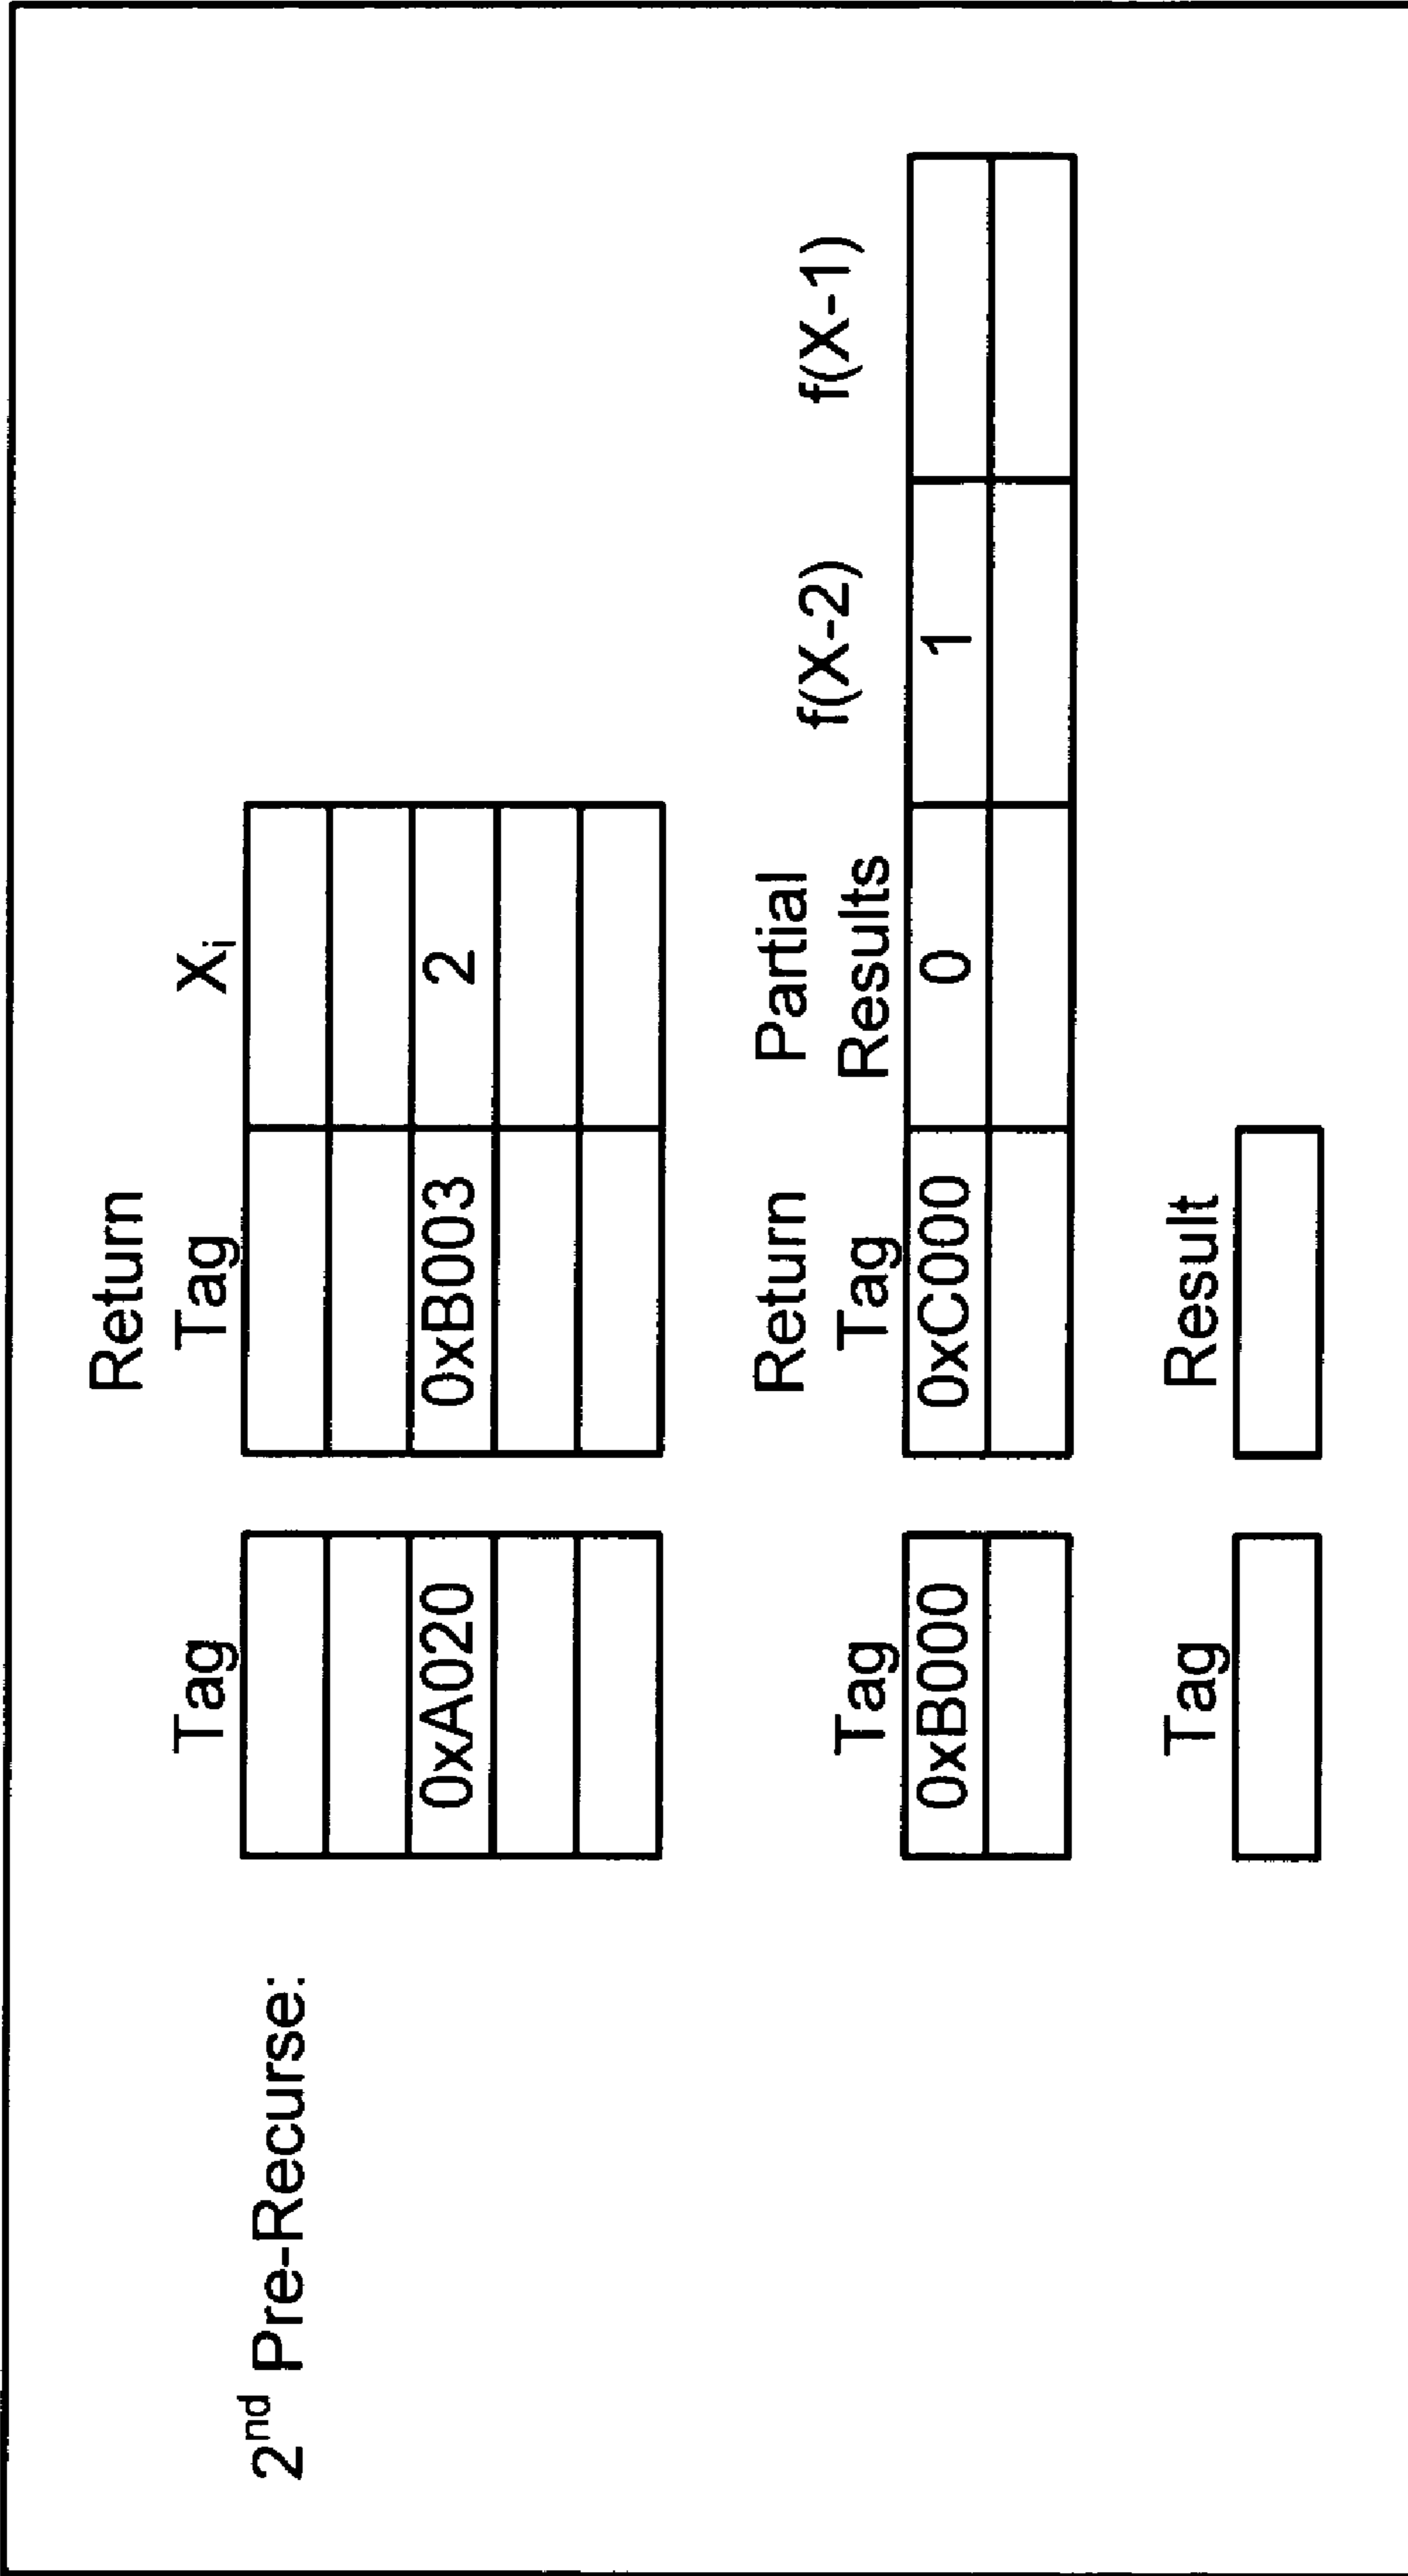 2nd Pre-Recurse:
Tag
Return
Tag
Xi
0xA020
0xB003
2
Tag
Return
Tag
Partial
Results
f(X-2)
f(X-1)
0xB000
0xC000
0
1
Tag
Result